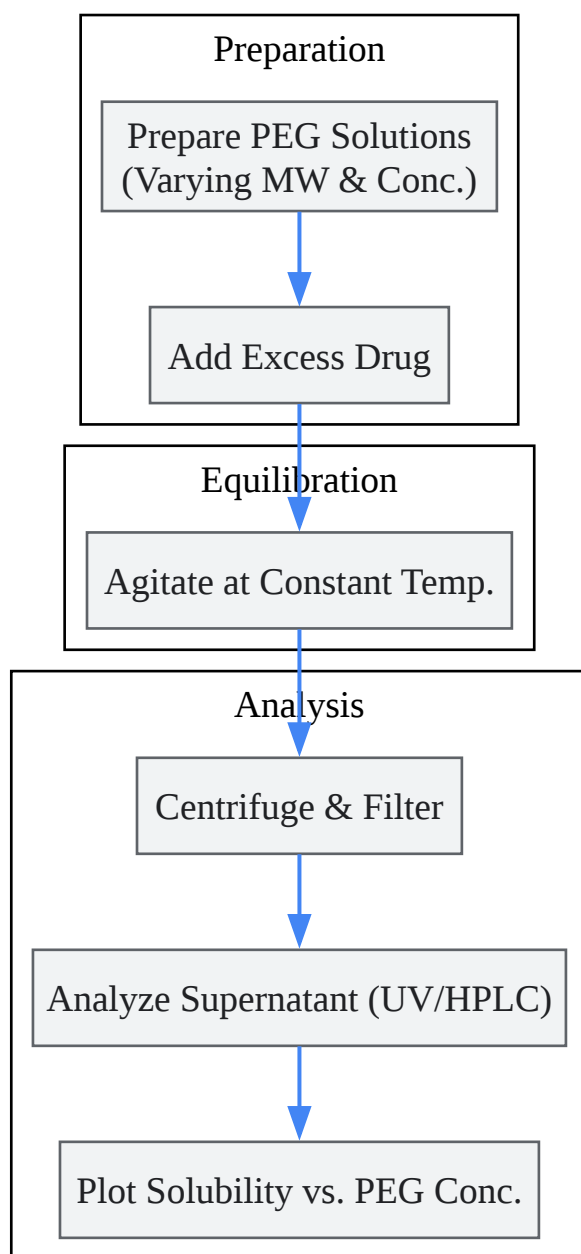 Preparation
Prepare PEG Solutions
(Varying MW & Conc.)
Add Excess Drug
Equilibration
Agitate at Constant Temp.
Analysis
Centrifuge & Filter
Analyze Supernatant (UV/HPLC)
Plot Solubility vs. PEG Conc.